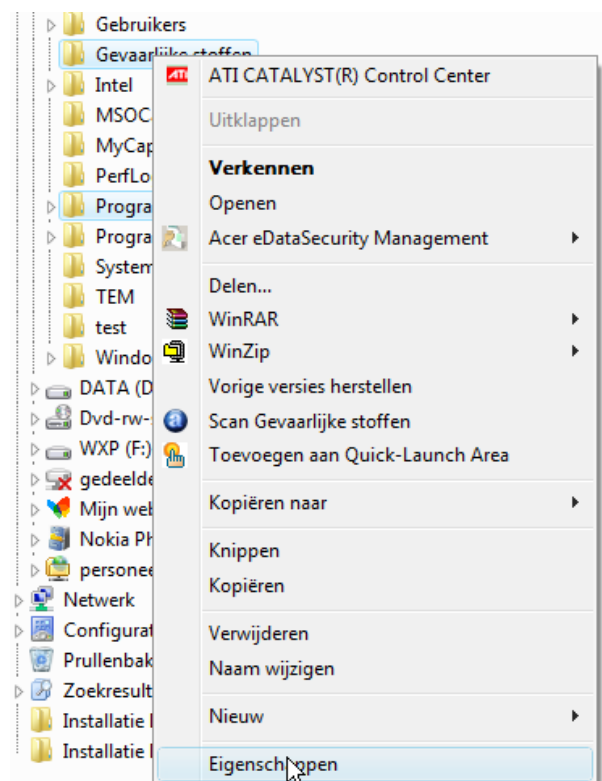 Gebruikers
Gevaarlijke stoffen
Intel
MSOC
MyCap
PerfLo
Progra
Progra
System
TEM
test
Windo
DATA (D
Dvd-rw-
WXP (F:)
gedeelde
Mijn web
Nokia Ph
personee
Netwerk
Configurat
Prullenbak
Zoekresult
Installatie
Installatie
ATI CATALYST(R) Control Center
Uitklappen
Verkennen
Openen
Acer eDataSecurity Management
Delen...
WinRAR
WinZip
Vorige versies herstellen
Scan Gevaarlijke stoffen
Toevoegen aan Quick-Launch Area
Kopiëren naar
Knippen
Kopiëren
Verwijderen
Naam wijzigen
Nieuw
Eigenschappen